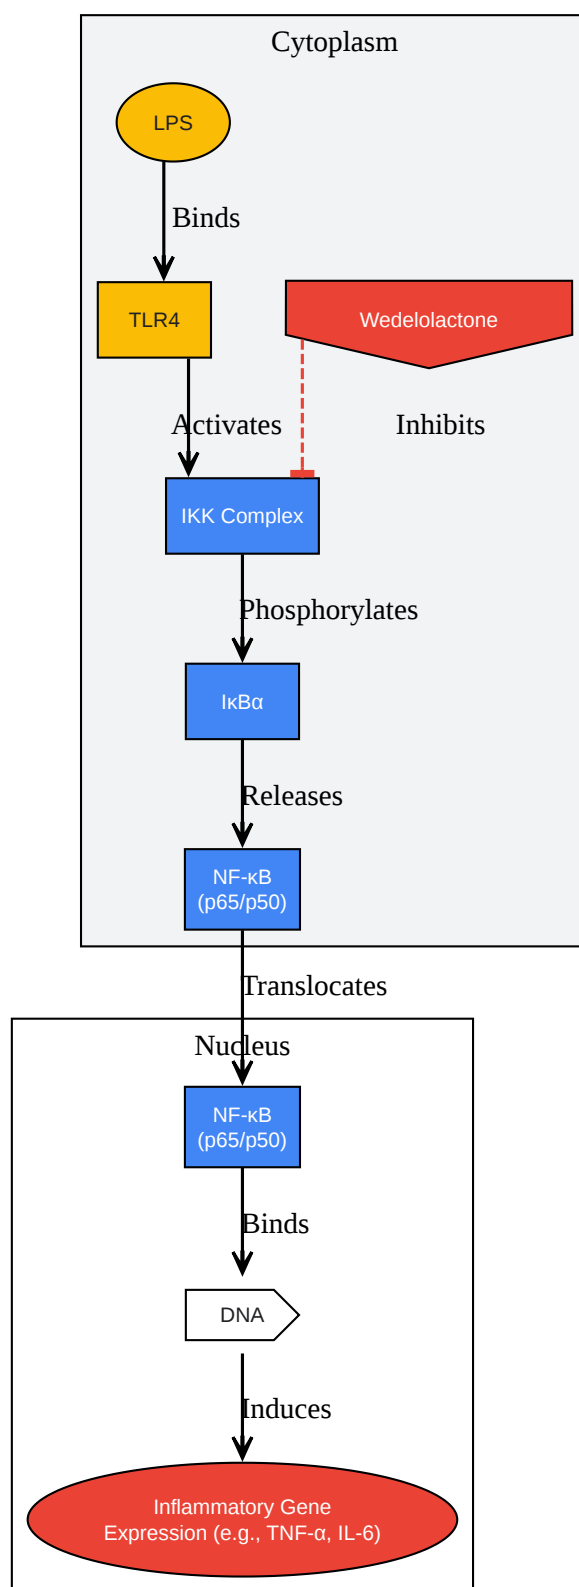 Cytoplasm
LPS
Binds
TLR4
Wedelolactone
Activates
Inhibits
IKK Complex
Phosphorylates
IκBα
Releases
NF-κB
(p65/p50)
Translocates
Nucleus
NF-κB
(p65/p50)
Binds
DNA
Induces
Inflammatory Gene
Expression (e.g., TNF-α, IL-6)